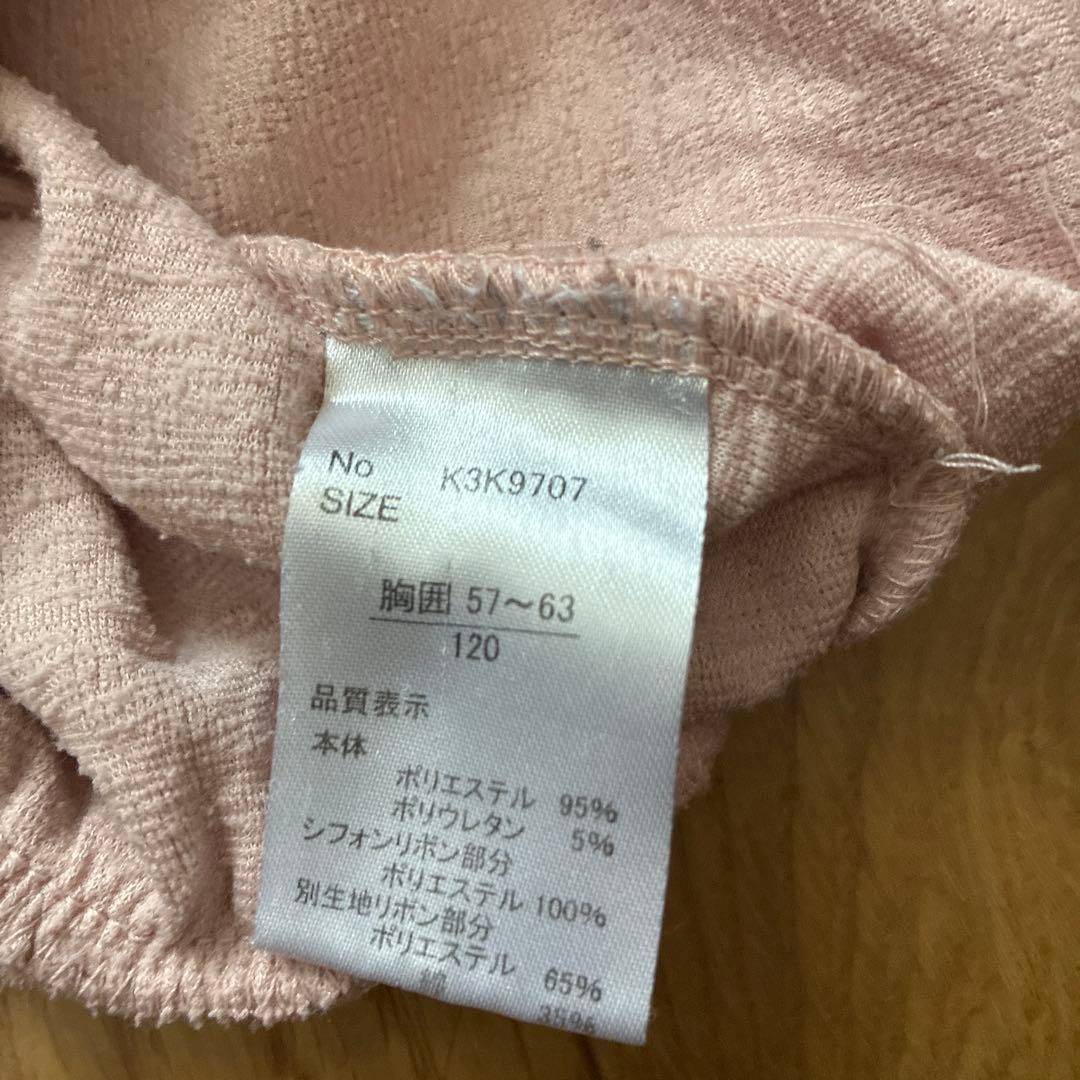 No K3K9707
SIZE
胸囲 57〜63
120
品質表示
本体
ポリエステル 95%
ポリウレタン 5%
シフォンリボン部分
ポリエステル 100%
別生地リボン部分
ポリエステル 65%
綿 35%